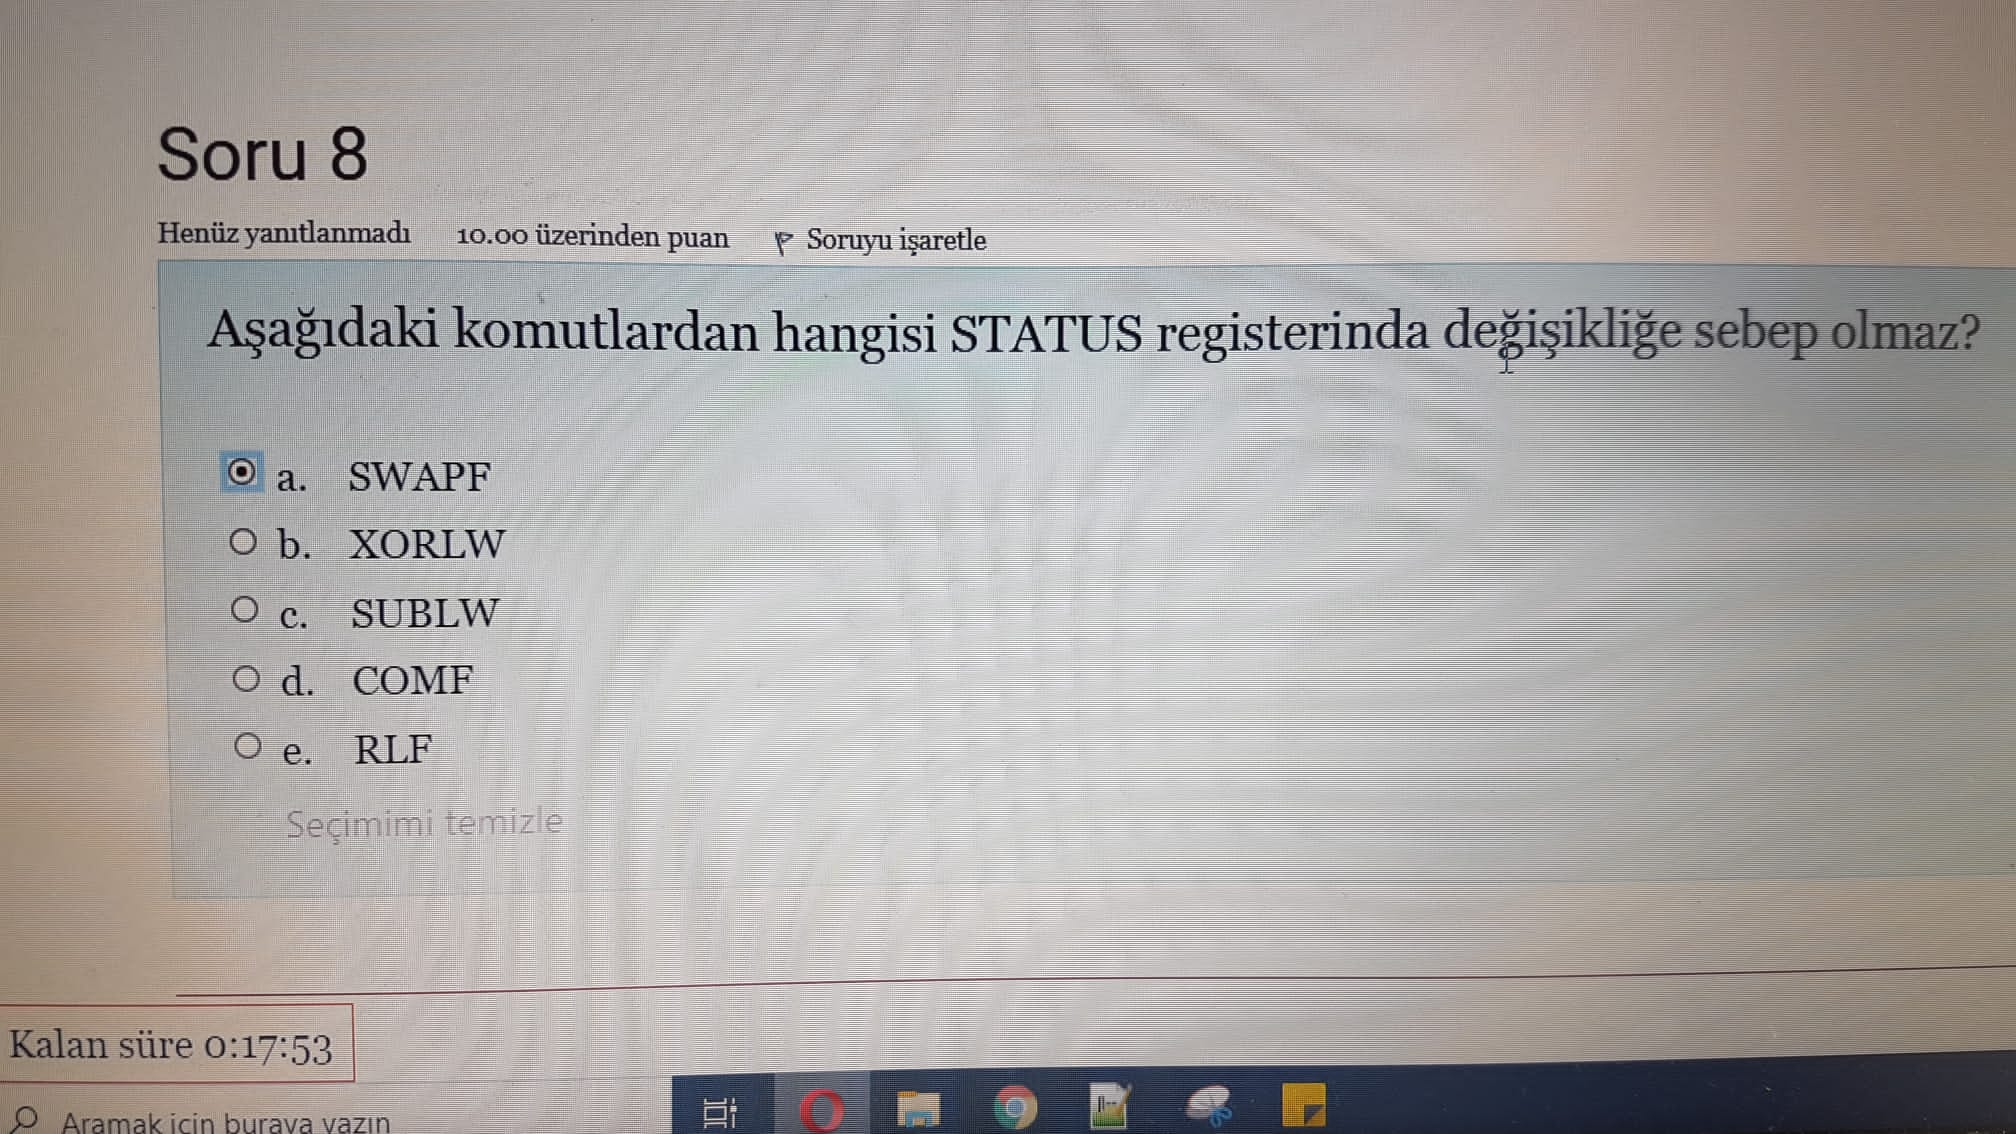 Soru 8
Henüz yanıtlanmadı 10.00 üzerinden puan Soruyu işaretle
Aşağıdaki komutlardan hangisi STATUS registerinda değişikliğe sebep olmaz?
a. SWAPF
b. XORLW
c. SUBLW
d. COMF
e. RLF
Seçimimi temizle
Kalan süre 0:17:53
Aramak için buraya yazın